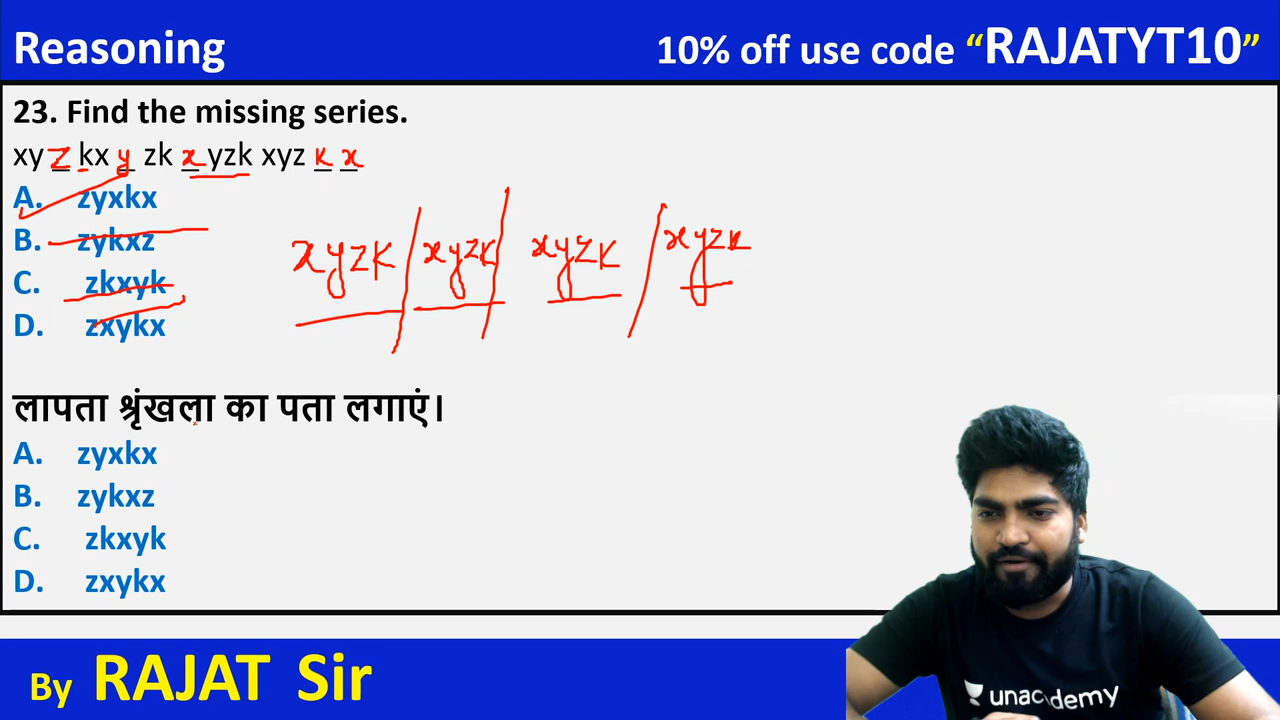 Reasoning
10% off use code “RAJATYT10”
23. Find the missing series.
xy z kx y zk x yzk xyz k x
A. zyxkx
B. zykxz
C. zkxyk
D. zxykx
xyzk / xyzk / xyzk / xyzk
लापता श्रृंखला का पता लगाएं।
A. zyxkx
B. zykxz
C. zkxyk
D. zxykx
By RAJAT Sir
unacademy